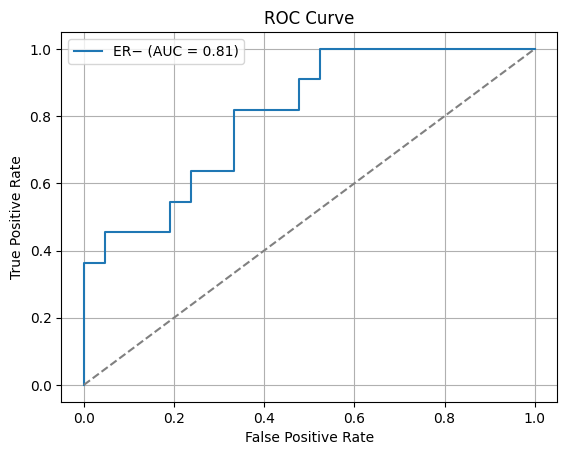 ROC Curve
ER− (AUC = 0.81)
True Positive Rate
1.0
0.8
0.6
0.4
0.2
0.0
0.0 0.2 0.4 0.6 0.8 1.0
False Positive Rate